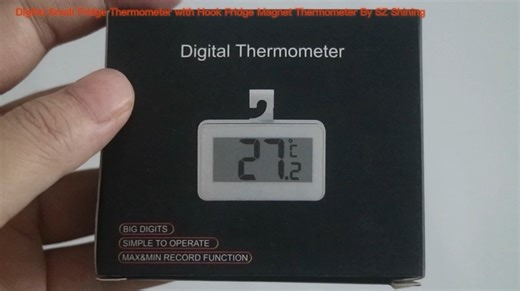 Digital Small Fridge Thermometer with Hook Fridge Magnet Thermometer By SZ Shining
Digital Thermometer
27.2 °C
BIG DIGITS
SIMPLE TO OPERATE
MAX&MIN RECORD FUNCTION